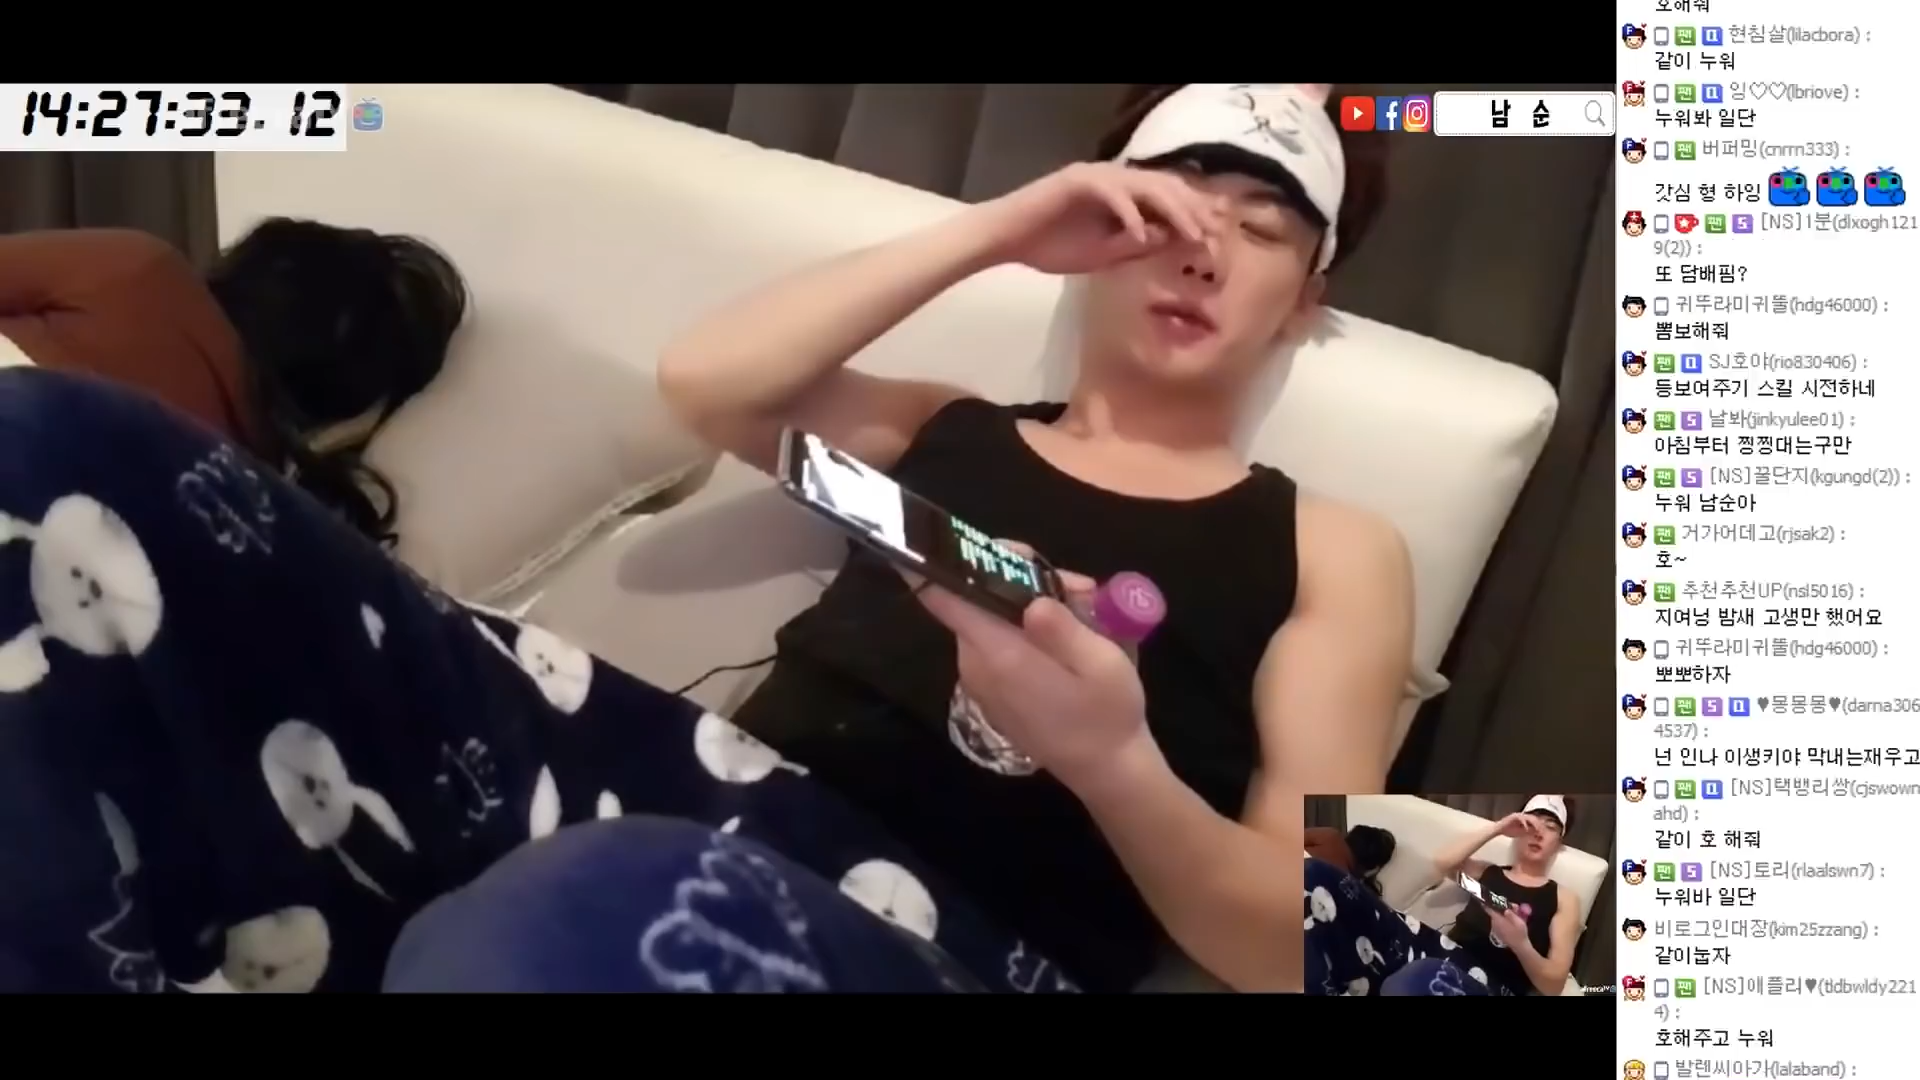 14:27:33.12
남 순
호해줘
현침살(lilacbora) :
같이 누워
잉♡♡(lbriove) :
누워봐 일단
버퍼밍(cnrrn333) :
갓심 형 하잉
[NS]1분(dlxogh121
9(2)) :
또 담배핌?
귀뚜라미귀뚤(hdg46000) :
뽐보해줘
SJ호야(rio830406) :
등보여주기 스킬 시전하네
날봐(jinkyulee01) :
아침부터 찡찡대는구만
[NS]꿀단지(kgungd(2)) :
누워 남순아
거가어데고(rjsak2) :
호~
추천추천UP(nsl5016) :
지여닝 밤새 고생만 했어요
귀뚜라미귀뚤(hdg46000) :
뽀뽀하자
♥몽몽몽♥(darna306
4537) :
넌 인나 이생키야 막내는재우고
[NS]택뱅리쌍(cjswown
ahd) :
같이 호 해줘
[NS]토리(rlaalswn7) :
누워바 일단
비로그인대장(kim25zzang) :
같이눕자
[NS]애플리♥(tldbwldy221
4) :
호해주고 누워
발렌씨아가(lalaband) :